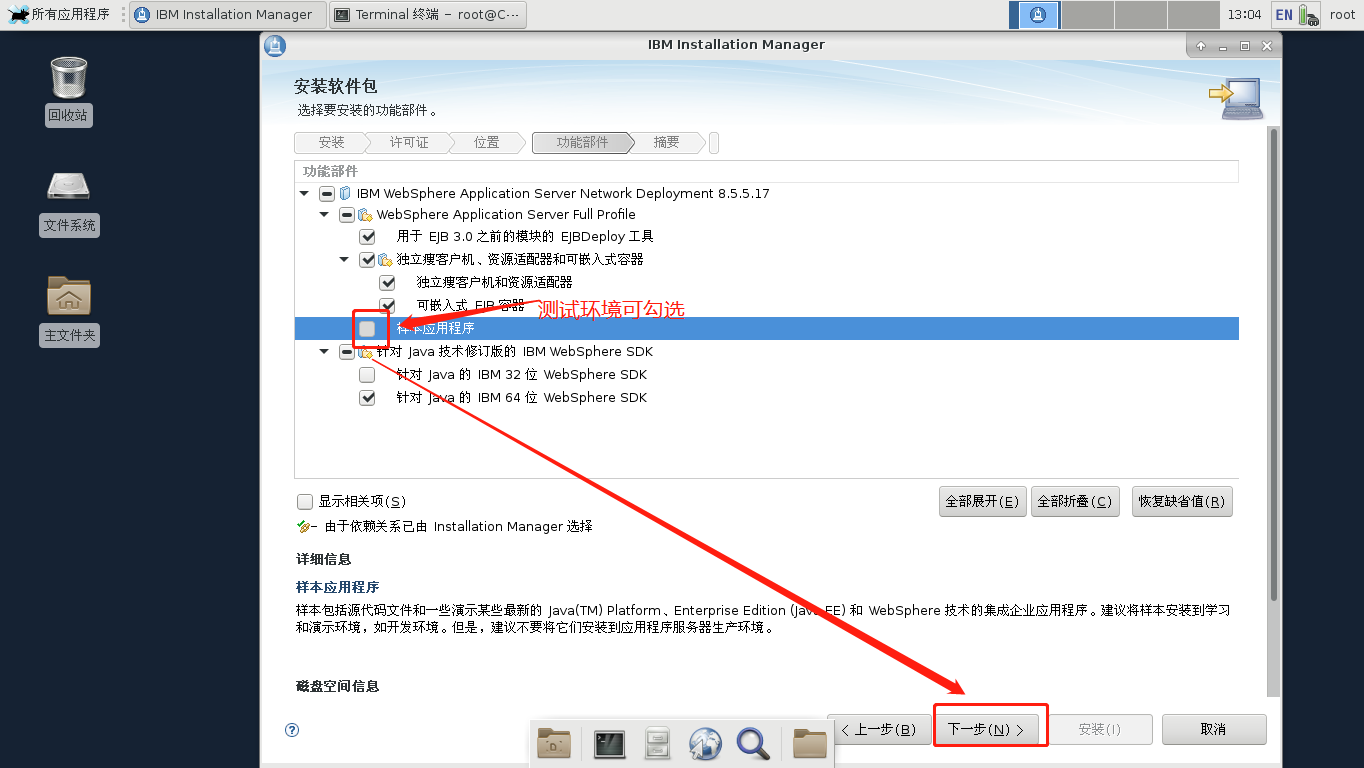 所有应用程序
IBM Installation Manager
Terminal 终端 - root@C···
13:04
EN
root
回收站
文件系统
主文件夹
IBM Installation Manager
安装软件包
选择要安装的功能部件。
安装
许可证
位置
功能部件
摘要
功能部件
IBM WebSphere Application Server Network Deployment 8.5.5.17
WebSphere Application Server Full Profile
用于 EJB 3.0 之前的模块的 EJBDeploy 工具
独立瘦客户机、资源适配器和可嵌入式容器
独立瘦客户机和资源适配器
可嵌入式 EJB 容器
测试环境可勾选
样本应用程序
针对 Java 技术修订版的 IBM WebSphere SDK
针对 Java 的 IBM 32 位 WebSphere SDK
针对 Java 的 IBM 64 位 WebSphere SDK
显示相关项(S)
全部展开(E)
全部折叠(C)
恢复缺省值(R)
- 由于依赖关系已由 Installation Manager 选择
详细信息
样本应用程序
样本包括源代码文件和一些演示某些最新的 Java(TM) Platform、Enterprise Edition (Java EE) 和 WebSphere 技术的集成企业应用程序。建议将样本安装到学习
和演示环境，如开发环境。但是，建议不要将它们安装到应用程序服务器生产环境。
磁盘空间信息
< 上一步(B)
下一步(N) >
安装(I)
取消